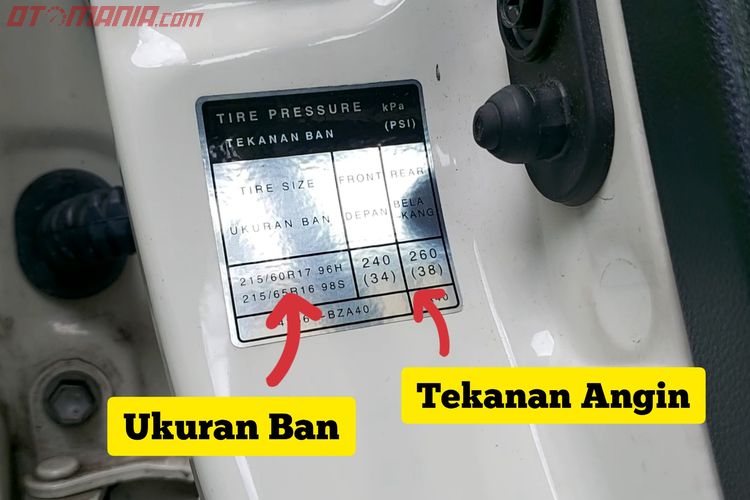 OTOMANIA.com
TIRE PRESSURE kPa
TEKANAN BAN (PSI)
TIRE SIZE FRONT REAR
UKURAN BAN DEPAN BELA
-KANG
215/60R17 96H 240 260
215/65R16 98S (34) (38)
-BZA40 40
Ukuran Ban
Tekanan Angin